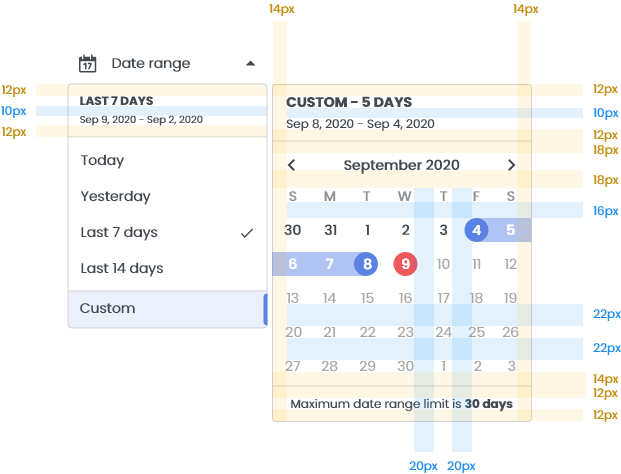 14px 14px
17 Date range
12px 12px
LAST 7 DAYS
10px
Sep 9, 2020 - Sep 2, 2020
12px
CUSTOM - 5 DAYS
10px
Sep 8, 2020 - Sep 4, 2020
12px
18px
Today
Yesterday
Last 7 days
Last 14 days
Custom
September 2020
18px
S M T W T F S
16px
30 31 1 2 3 4 5
6 7 8 9 10 11 12
13 14 15 16 17 18 19
22px
20 21 22 23 24 25 26
22px
27 28 29 30 1 2 3
14px
12px
Maximum date range limit is 30 days
12px
20px 20px